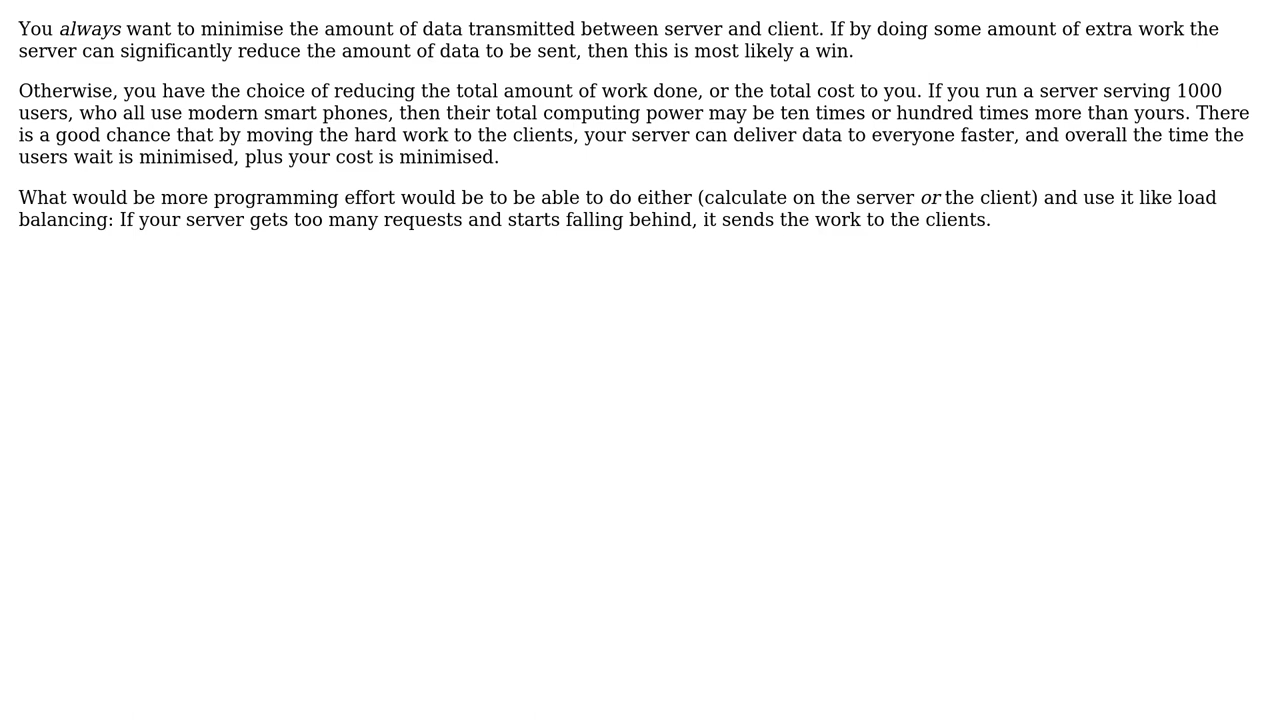 You always want to minimise the amount of data transmitted between server and client. If by doing some amount of extra work the
server can significantly reduce the amount of data to be sent, then this is most likely a win.
Otherwise, you have the choice of reducing the total amount of work done, or the total cost to you. If you run a server serving 1000
users, who all use modern smart phones, then their total computing power may be ten times or hundred times more than yours. There
is a good chance that by moving the hard work to the clients, your server can deliver data to everyone faster, and overall the time the
users wait is minimised, plus your cost is minimised.
What would be more programming effort would be to be able to do either (calculate on the server or the client) and use it like load
balancing: If your server gets too many requests and starts falling behind, it sends the work to the clients.